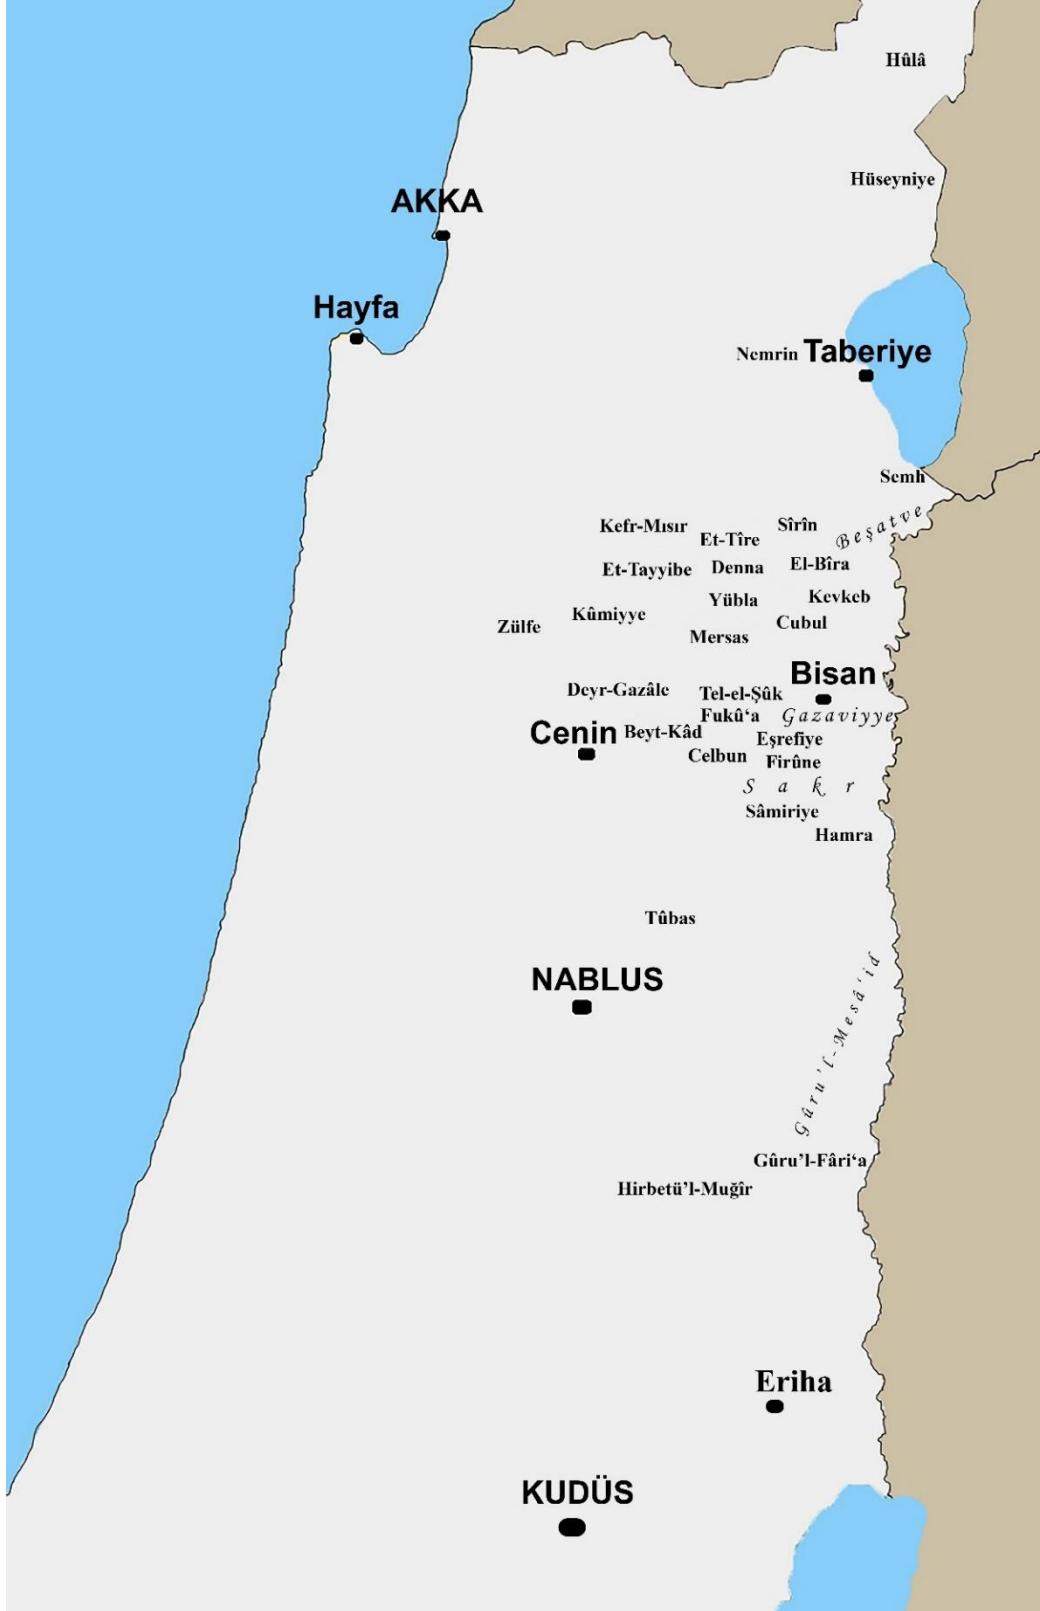 Hûlâ
Hüseyniye
AKKA
Hayfa
Nemrin
Taberiye
Semh
Beşatve
Kefr-Mısır
Sîrîn
Et-Tîre
Et-Tayyibe
Denna
El-Bîra
Yübla
Kevkeb
Kûmiyye
Cubul
Zülfe
Mersas
Bisan
Deyr-Gazâle
Tel-el-Şûk
Fukû‘a
Gazaviyye
Cenin
Beyt-Kâd
Eşrefiye
Celbun
Firûne
Sakr
Sâmiriye
Hamra
Tûbas
NABLUS
Gûru’l-Mesâ‘id
Gûru’l-Fâri‘a
Hirbetü’l-Muğîr
Eriha
KUDÜS